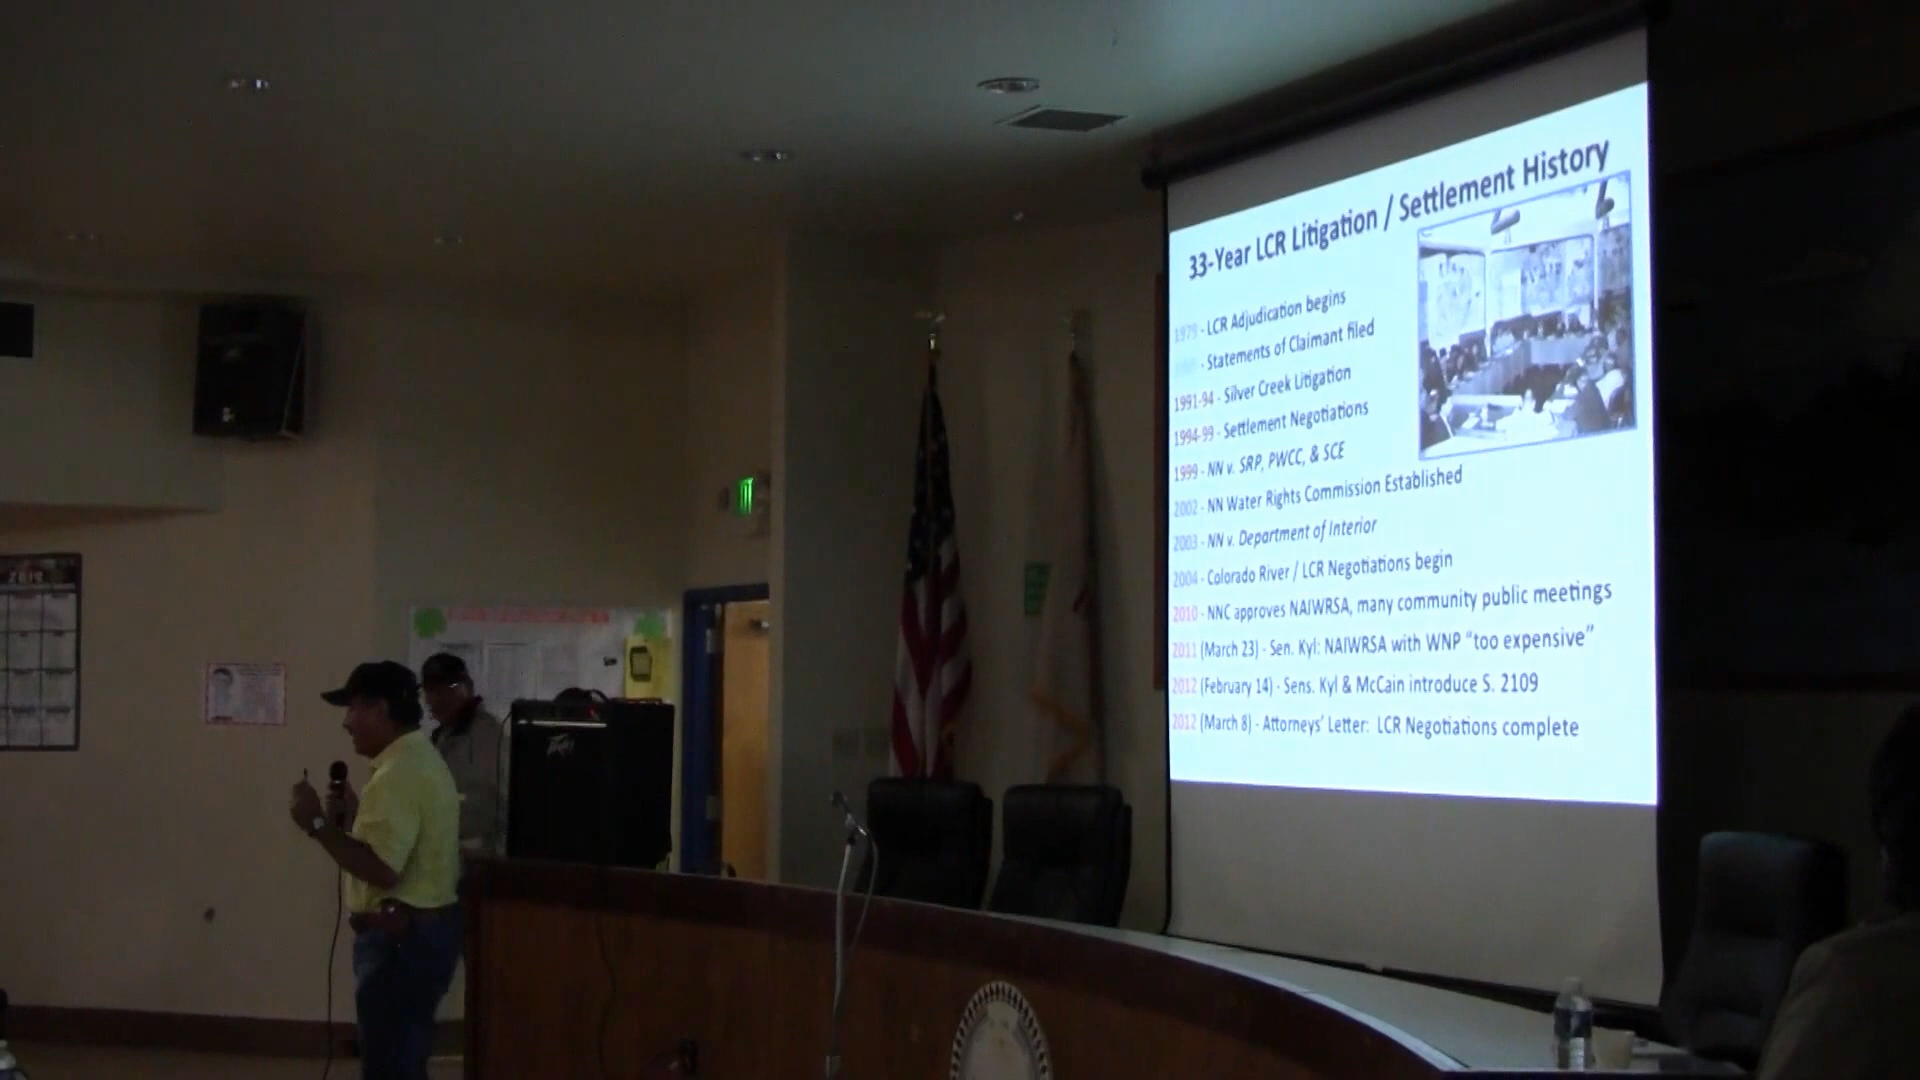 33-Year LCR Litigation / Settlement History
1979 - LCR Adjudication begins
- Statements of Claimant filed
1991-94 - Silver Creek Litigation
1994-99 - Settlement Negotiations
1999 - NN v. SRP, PWCC, & SCE
2002 - NN Water Rights Commission Established
2003 - NN v. Department of Interior
2004 - Colorado River / LCR Negotiations begin
2010 - NNC approves NAIWRSA, many community public meetings
2011 (March 23) - Sen. Kyl: NAIWRSA with WNP “too expensive”
2012 (February 14) - Sens. Kyl & McCain introduce S. 2109
2012 (March 8) - Attorneys’ Letter: LCR Negotiations complete
PEAVEY
2012